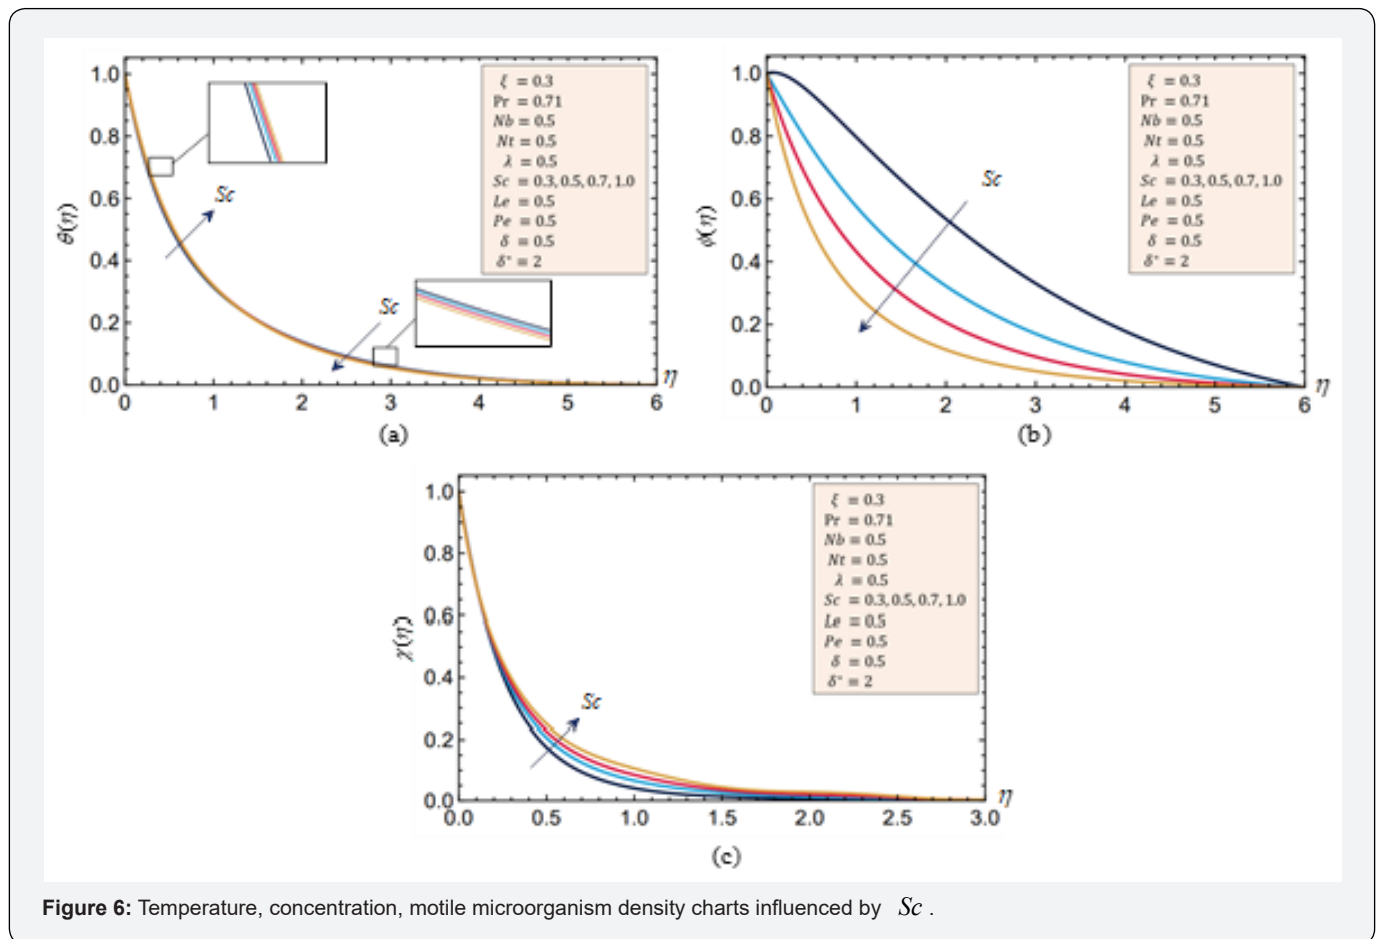 1.0
0.8
0.6
0.4
0.2
0.0
θ(η)
Sc
Sc
ξ = 0.3
Pr = 0.71
Nb = 0.5
Nt = 0.5
λ = 0.5
Sc = 0.3, 0.5, 0.7, 1.0
Le = 0.5
Pe = 0.5
δ = 0.5
δ* = 2
η
0 1 2 3 4 5 6
(a)
1.0
0.8
0.6
0.4
0.2
0.0
ϕ(η)
Sc
ξ = 0.3
Pr = 0.71
Nb = 0.5
Nt = 0.5
λ = 0.5
Sc = 0.3, 0.5, 0.7, 1.0
Le = 0.5
Pe = 0.5
δ = 0.5
δ* = 2
η
0 1 2 3 4 5 6
(b)
1.0
0.8
0.6
0.4
0.2
0.0
χ(η)
Sc
ξ = 0.3
Pr = 0.71
Nb = 0.5
Nt = 0.5
λ = 0.5
Sc = 0.3, 0.5, 0.7, 1.0
Le = 0.5
Pe = 0.5
δ = 0.5
δ* = 2
η
0.0 0.5 1.0 1.5 2.0 2.5 3.0
(c)
Figure 6: Temperature, concentration, motile microorganism density charts influenced by Sc .